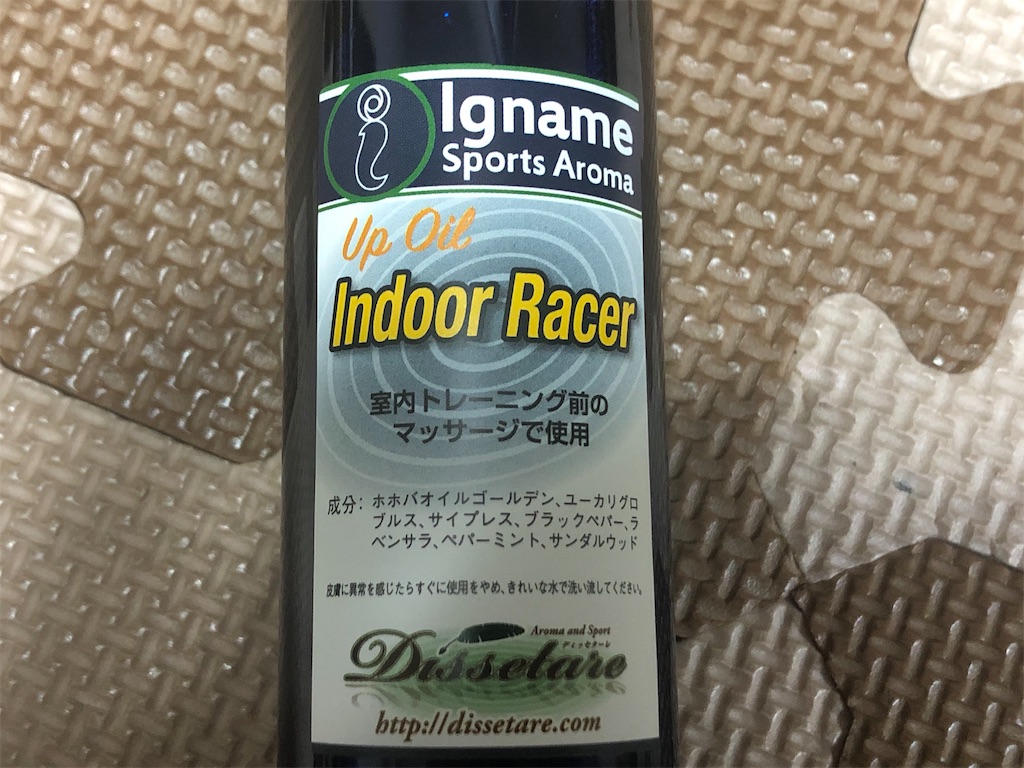 Igname
Sports Aroma
Up Oil
Indoor Racer
室内トレーニング前の
マッサージで使用
成分：ホホバオイルゴールデン、ユーカリグロ
ブルス、サイプレス、ブラックペパー、ラ
ベンサラ、ペパーミント、サンダルウッド
皮膚に異常を感じたらすぐに使用をやめ、きれいな水で洗い流してください。
Aroma and Sport
ディッセターレ
Dissetare
http://dissetare.com